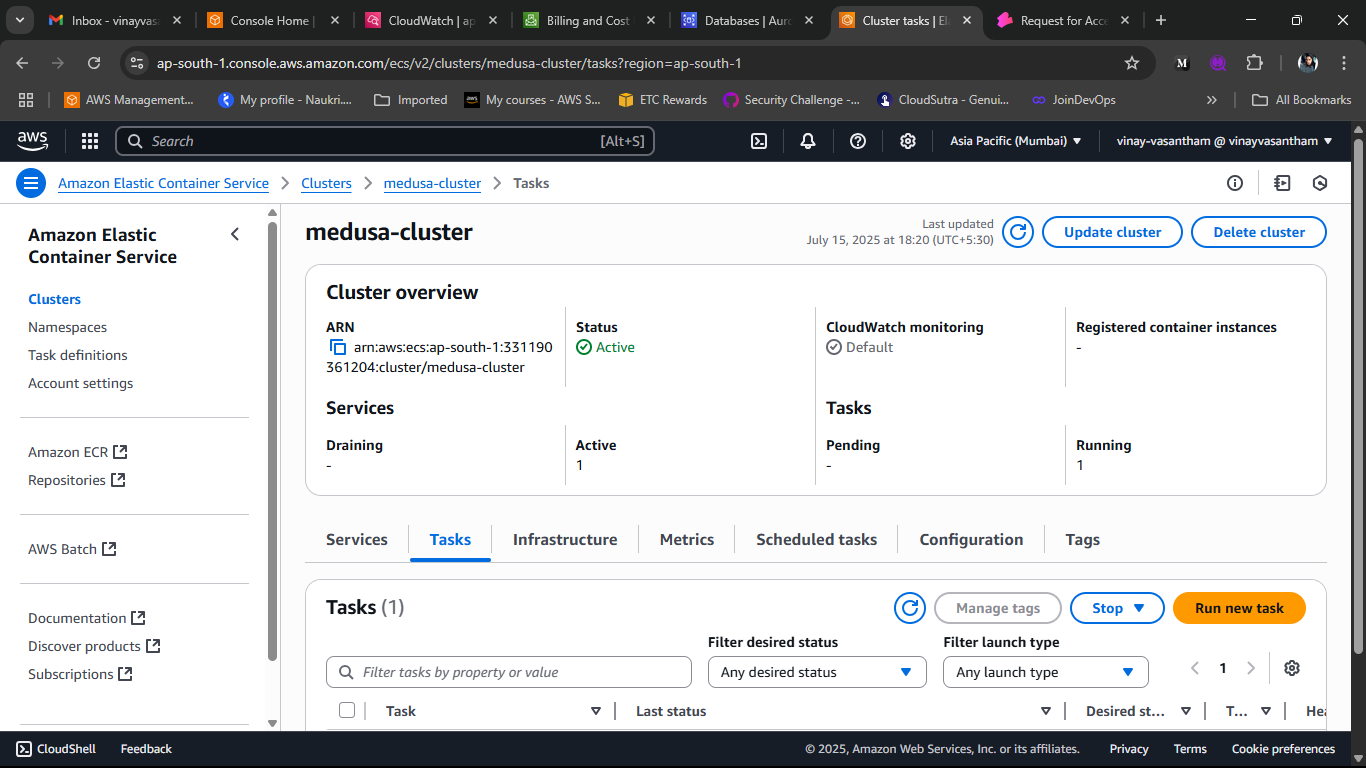 Inbox - vinayvas
Console Home |
CloudWatch | ap
Billing and Cost
Databases | Auro
Cluster tasks | El
Request for Acce
ap-south-1.console.aws.amazon.com/ecs/v2/clusters/medusa-cluster/tasks?region=ap-south-1
AWS Management...
My profile - Naukri....
Imported
My courses - AWS S...
ETC Rewards
Security Challenge -...
CloudSutra - Genui...
JoinDevOps
All Bookmarks
aws
Search
[Alt+S]
Asia Pacific (Mumbai)
vinay-vasantham @ vinayvasantham
Amazon Elastic Container Service
Clusters
medusa-cluster
Tasks
Amazon Elastic
Container Service
Clusters
Namespaces
Task definitions
Account settings
Amazon ECR
Repositories
AWS Batch
Documentation
Discover products
Subscriptions
medusa-cluster
Last updated
July 15, 2025 at 18:20 (UTC+5:30)
Update cluster
Delete cluster
Cluster overview
ARN
arn:aws:ecs:ap-south-1:331190
361204:cluster/medusa-cluster
Status
Active
CloudWatch monitoring
Default
Registered container instances
-
Services
Tasks
Draining
-
Active
1
Pending
-
Running
1
Services
Tasks
Infrastructure
Metrics
Scheduled tasks
Configuration
Tags
Tasks (1)
Manage tags
Stop
Run new task
Filter desired status
Filter launch type
Filter tasks by property or value
Any desired status
Any launch type
1
Task
Last status
Desired st...
T...
Hea
CloudShell
Feedback
© 2025, Amazon Web Services, Inc. or its affiliates.
Privacy
Terms
Cookie preferences